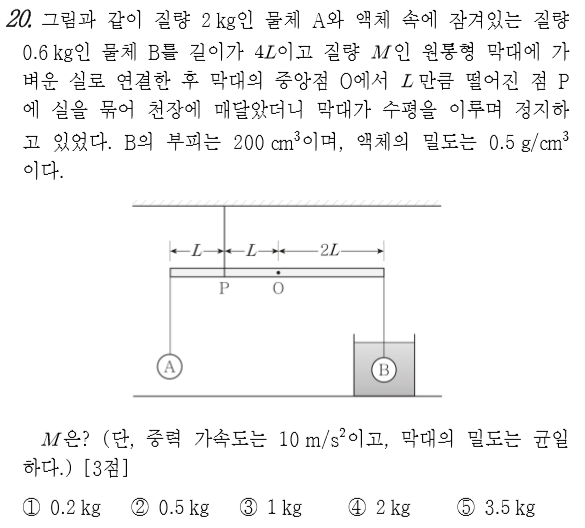 20. 그림과 같이 질량 2 kg인 물체 A와 액체 속에 잠겨있는 질량
0.6 kg인 물체 B를 길이가 4L이고 질량 M인 원통형 막대에 가
벼운 실로 연결한 후 막대의 중앙점 O에서 L만큼 떨어진 점 P
에 실을 묶어 천장에 매달았더니 막대가 수평을 이루며 정지하
고 있었다. B의 부피는 200 cm³이며, 액체의 밀도는 0.5 g/cm³
이다.
L L 2L
P O
A B
M은? (단, 중력 가속도는 10 m/s²이고, 막대의 밀도는 균일
하다.) [3점]
① 0.2 kg ② 0.5 kg ③ 1 kg ④ 2 kg ⑤ 3.5 kg